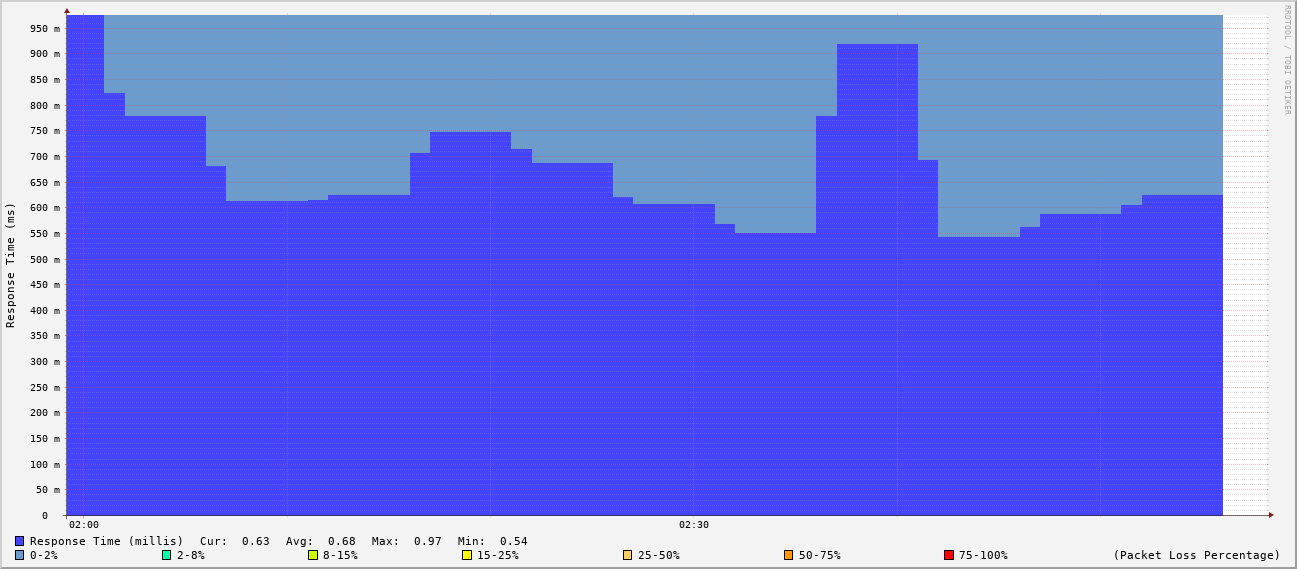 RRDTOOL / TOBI OETIKER
Response Time (ms)
950 m
900 m
850 m
800 m
750 m
700 m
650 m
600 m
550 m
500 m
450 m
400 m
350 m
300 m
250 m
200 m
150 m
100 m
50 m
0
02:00 02:30
Response Time (millis) Cur: 0.63 Avg: 0.68 Max: 0.97 Min: 0.54
0-2% 2-8% 8-15% 15-25% 25-50% 50-75% 75-100% (Packet Loss Percentage)